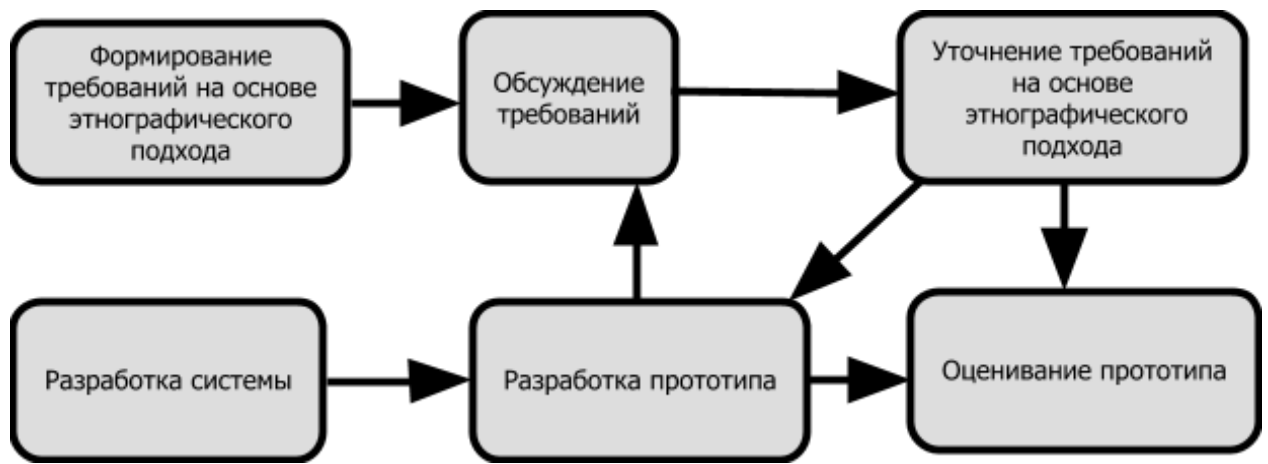 Формирование
требований на основе
этнографического
подхода
Обсуждение
требований
Уточнение требований
на основе
этнографического
подхода
Разработка системы
Разработка прототипа
Оценивание прототипа